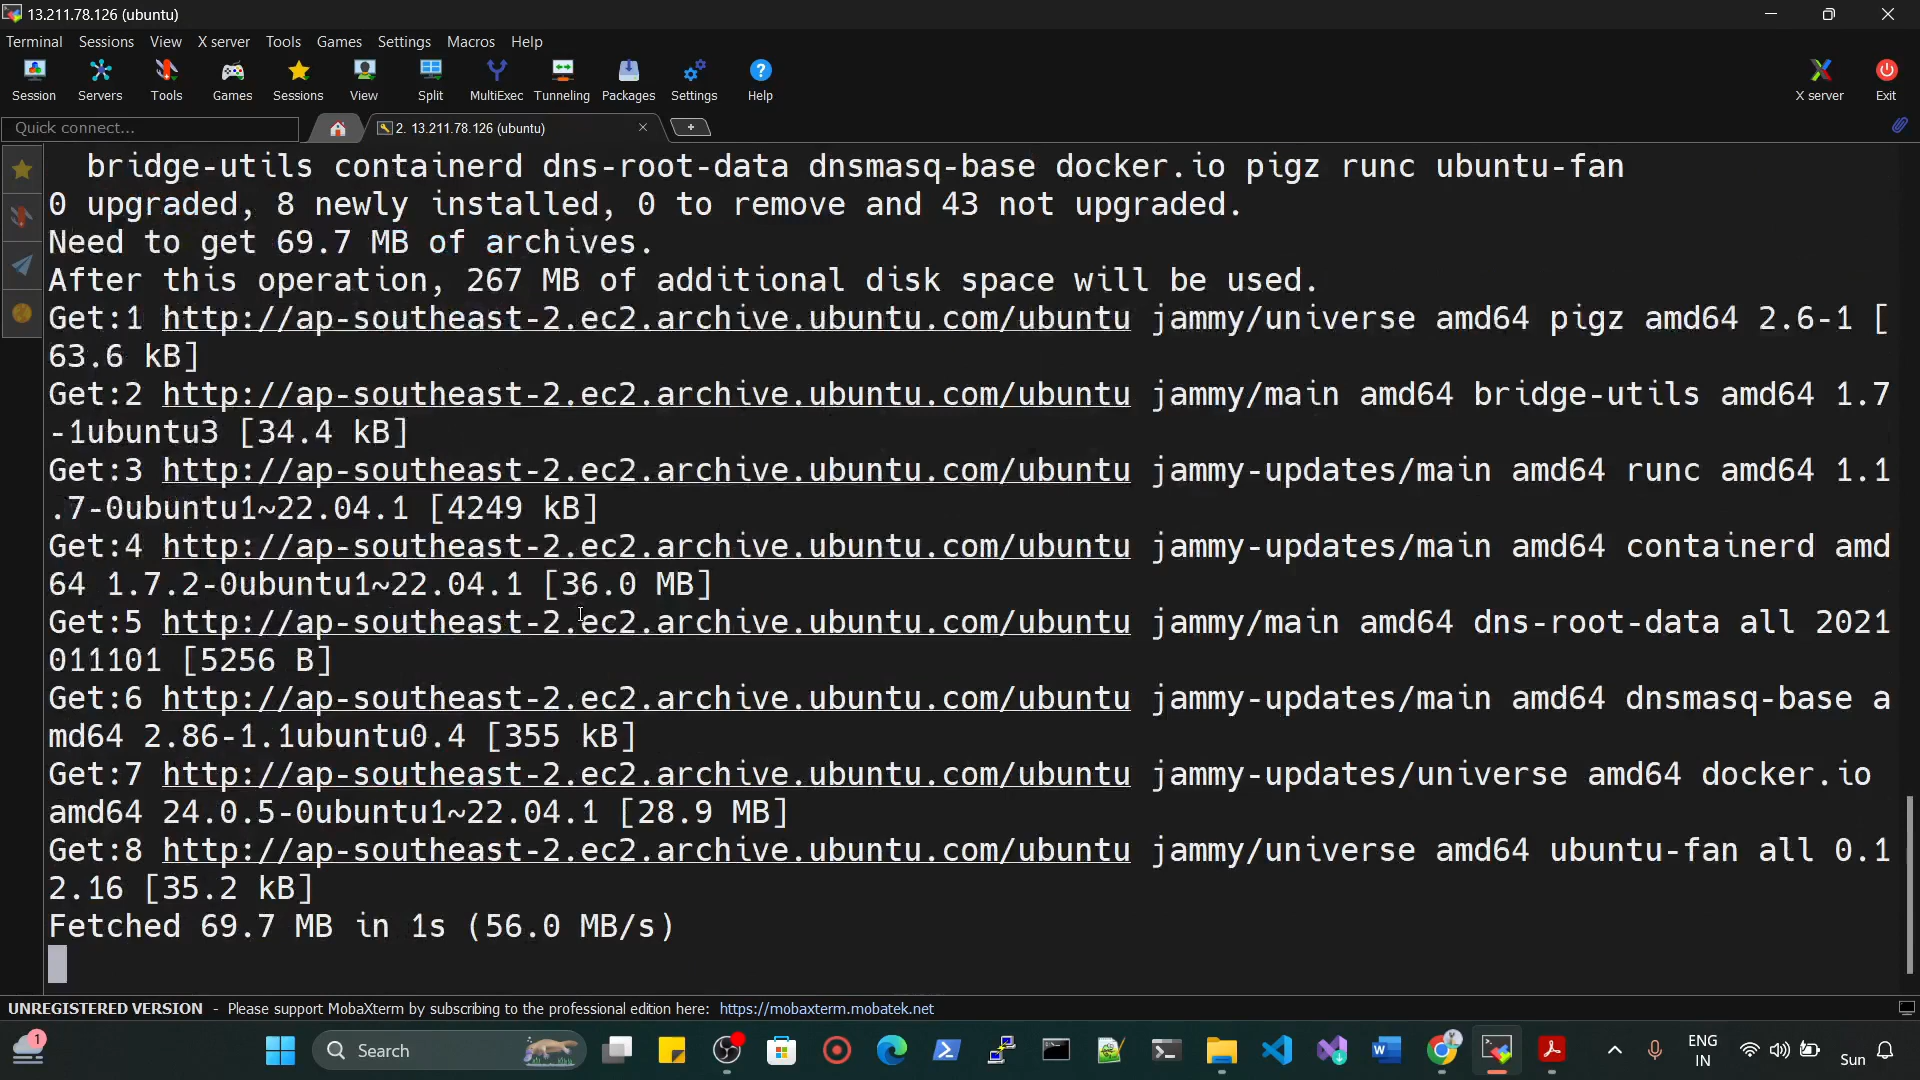 13.211.78.126 (ubuntu)
Terminal Sessions View X server Tools Games Settings Macros Help
Session Servers Tools Games Sessions View Split MultiExec Tunneling Packages Settings Help X server Exit
Quick connect... 2. 13.211.78.126 (ubuntu)
bridge-utils containerd dns-root-data dnsmasq-base docker.io pigz runc ubuntu-fan
0 upgraded, 8 newly installed, 0 to remove and 43 not upgraded.
Need to get 69.7 MB of archives.
After this operation, 267 MB of additional disk space will be used.
Get:1 http://ap-southeast-2.ec2.archive.ubuntu.com/ubuntu jammy/universe amd64 pigz amd64 2.6-1 [
63.6 kB]
Get:2 http://ap-southeast-2.ec2.archive.ubuntu.com/ubuntu jammy/main amd64 bridge-utils amd64 1.7
-1ubuntu3 [34.4 kB]
Get:3 http://ap-southeast-2.ec2.archive.ubuntu.com/ubuntu jammy-updates/main amd64 runc amd64 1.1
.7-0ubuntu1~22.04.1 [4249 kB]
Get:4 http://ap-southeast-2.ec2.archive.ubuntu.com/ubuntu jammy-updates/main amd64 containerd amd
64 1.7.2-0ubuntu1~22.04.1 [36.0 MB]
Get:5 http://ap-southeast-2.ec2.archive.ubuntu.com/ubuntu jammy/main amd64 dns-root-data all 2021
011101 [5256 B]
Get:6 http://ap-southeast-2.ec2.archive.ubuntu.com/ubuntu jammy-updates/main amd64 dnsmasq-base a
md64 2.86-1.1ubuntu0.4 [355 kB]
Get:7 http://ap-southeast-2.ec2.archive.ubuntu.com/ubuntu jammy-updates/universe amd64 docker.io
amd64 24.0.5-0ubuntu1~22.04.1 [28.9 MB]
Get:8 http://ap-southeast-2.ec2.archive.ubuntu.com/ubuntu jammy/universe amd64 ubuntu-fan all 0.1
2.16 [35.2 kB]
Fetched 69.7 MB in 1s (56.0 MB/s)
UNREGISTERED VERSION - Please support MobaXterm by subscribing to the professional edition here: https://mobaxterm.mobatek.net
1 Search ENG
IN Sun